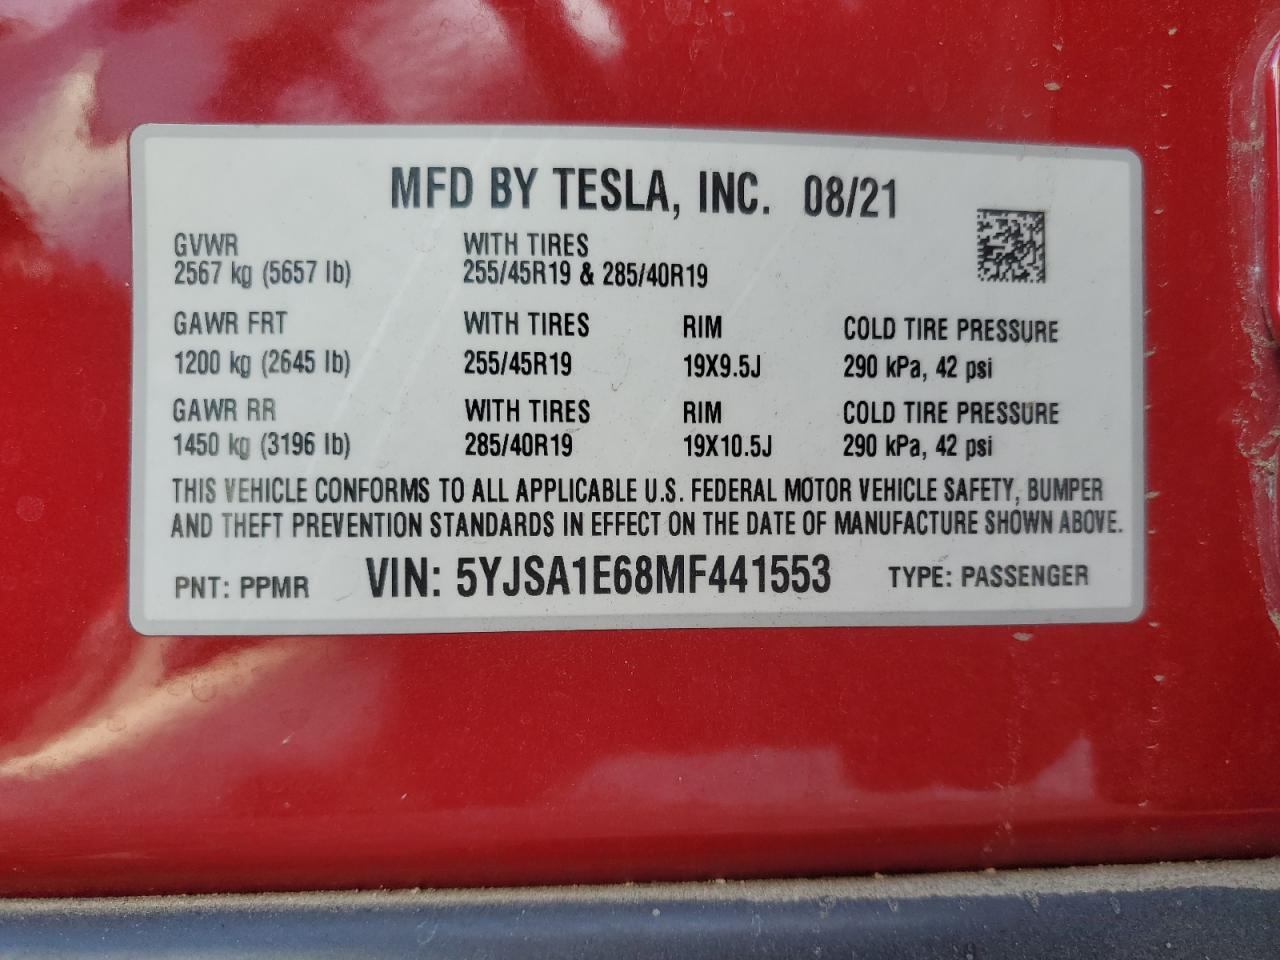 MFD BY TESLA, INC. 08/21
GVWR WITH TIRES
2567 kg (5657 lb) 255/45R19 & 285/40R19
GAWR FRT WITH TIRES RIM COLD TIRE PRESSURE
1200 kg (2645 lb) 255/45R19 19X9.5J 290 kPa, 42 psi
GAWR RR WITH TIRES RIM COLD TIRE PRESSURE
1450 kg (3196 lb) 285/40R19 19X10.5J 290 kPa, 42 psi
THIS VEHICLE CONFORMS TO ALL APPLICABLE U.S. FEDERAL MOTOR VEHICLE SAFETY, BUMPER
AND THEFT PREVENTION STANDARDS IN EFFECT ON THE DATE OF MANUFACTURE SHOWN ABOVE.
PNT: PPMR VIN: 5YJSA1E68MF441553 TYPE: PASSENGER